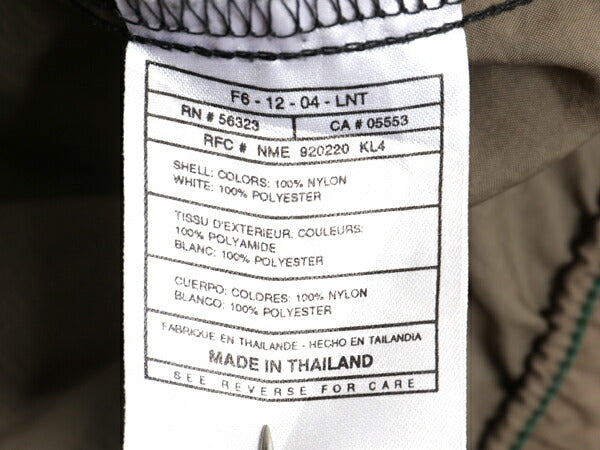 F6 - 12 - 04 - LNT
RN # 56323 CA # 05553
RFC # NME 920220 KL4
SHELL: COLORS: 100% NYLON
WHITE: 100% POLYESTER
TISSU D'EXTERIEUR: COULEURS:
100% POLYAMIDE
BLANC: 100% POLYESTER
CUERPO: COLORES: 100% NYLON
BLANCO: 100% POLYESTER
FABRIQUE EN THAILANDE - HECHO EN TAILANDIA
MADE IN THAILAND
SEE REVERSE FOR CARE